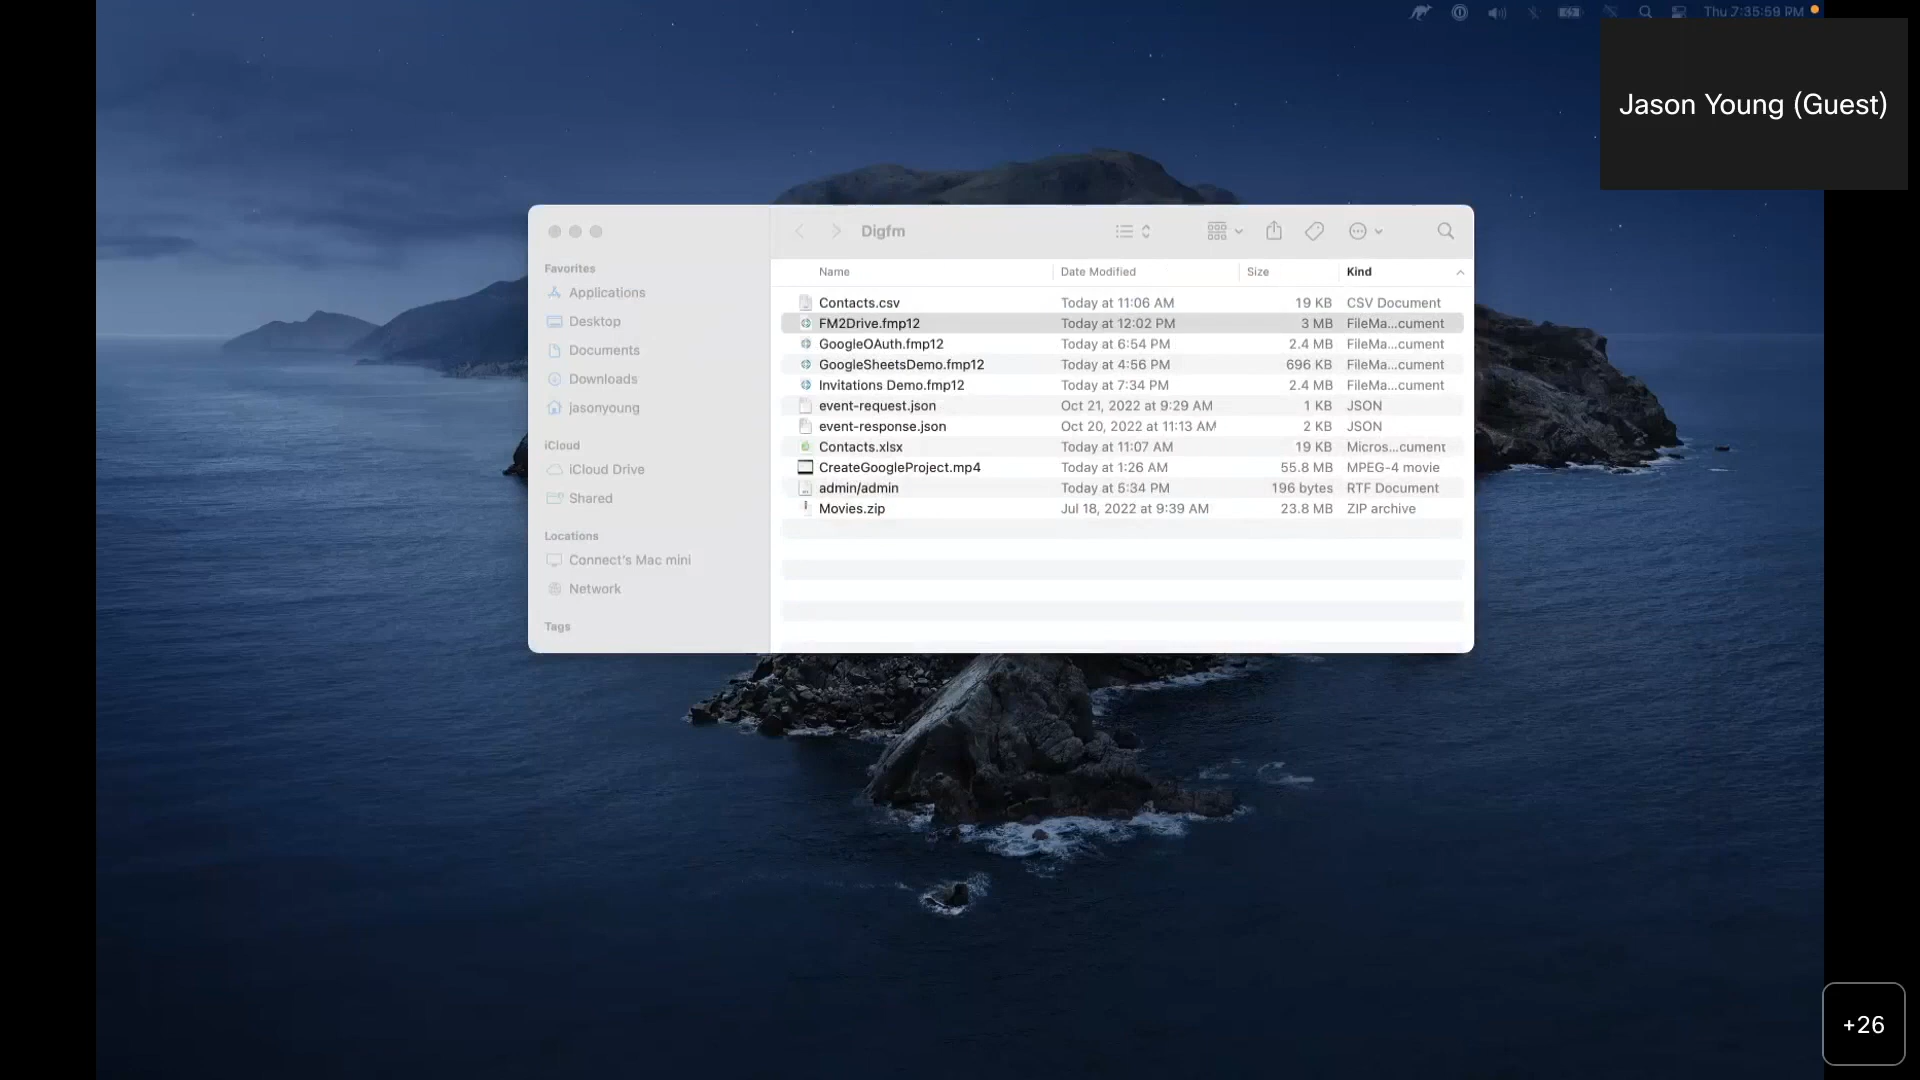 Thu 7:35:59 PM
Jason Young (Guest)
Digfm
Favorites
Applications
Desktop
Documents
Downloads
jasonyoung
iCloud
iCloud Drive
Shared
Locations
Connect's Mac mini
Network
Tags
Name Date Modified Size Kind
Contacts.csv Today at 11:06 AM 19 KB CSV Document
FM2Drive.fmp12 Today at 12:02 PM 3 MB FileMa...cument
GoogleOAuth.fmp12 Today at 6:54 PM 2.4 MB FileMa...cument
GoogleSheetsDemo.fmp12 Today at 4:56 PM 696 KB FileMa...cument
Invitations Demo.fmp12 Today at 7:34 PM 2.4 MB FileMa...cument
event-request.json Oct 21, 2022 at 9:29 AM 1 KB JSON
event-response.json Oct 20, 2022 at 11:13 AM 2 KB JSON
Contacts.xlsx Today at 11:07 AM 19 KB Micros...cument
CreateGoogleProject.mp4 Today at 1:26 AM 55.8 MB MPEG-4 movie
admin/admin Today at 5:34 PM 196 bytes RTF Document
Movies.zip Jul 18, 2022 at 9:39 AM 23.8 MB ZIP archive
+26